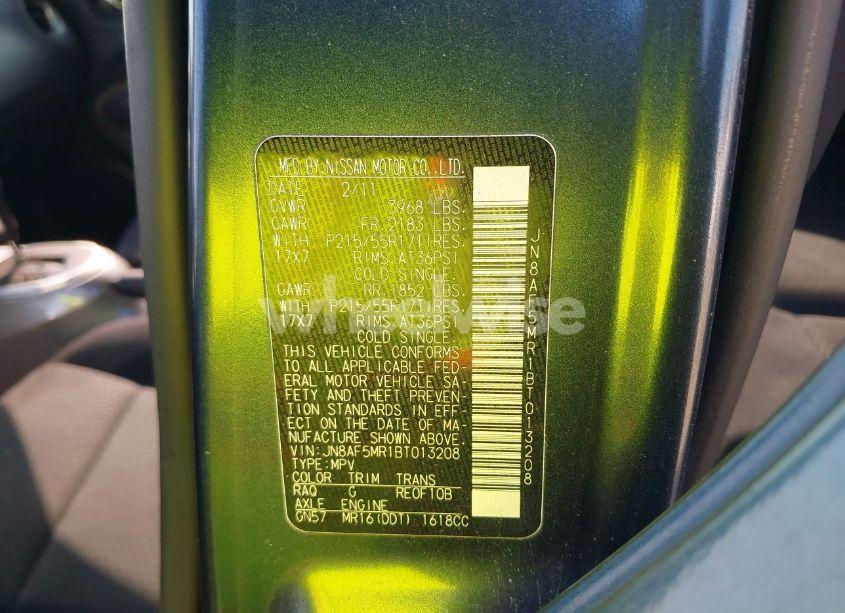 MFD BY NISSAN MOTOR CO., LTD.
DATE 2/11
GVWR 3968 LBS.
GAWR FR. 2183 LBS.
WITH P215/55R17TIRES.
17X7 RIMS. AT36PSI
COLD SINGLE.
GAWR RR. 1852 LBS.
WITH P215/55R17TIRES.
17X7 RIMS. AT36PSI
COLD SINGLE.
THIS VEHICLE CONFORMS
TO ALL APPLICABLE FED-
ERAL MOTOR VEHICLE SA-
FETY AND THEFT PREVEN-
TION STANDARDS IN EFF-
ECT ON THE DATE OF MA-
NUFACTURE SHOWN ABOVE.
VIN:JN8AF5MR1BT013208
TYPE:MPV
COLOR TRIM TRANS
RAQ G RE0F10B
AXLE ENGINE
GN57 MR16(DDT) 1618CC
JN8AF5MR1BT013208
wheelwise